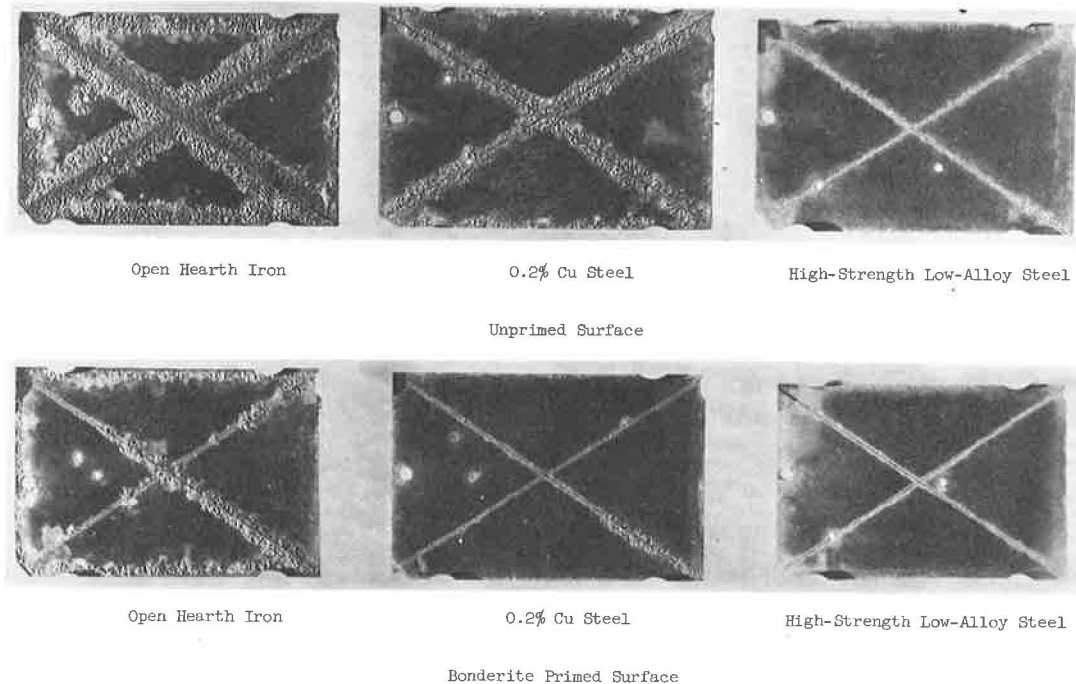 Open Hearth Iron
0.2% Cu Steel
High-Strength Low-Alloy Steel
Unprimed Surface
Open Hearth Iron
0.2% Cu Steel
High-Strength Low-Alloy Steel
Bonderite Primed Surface